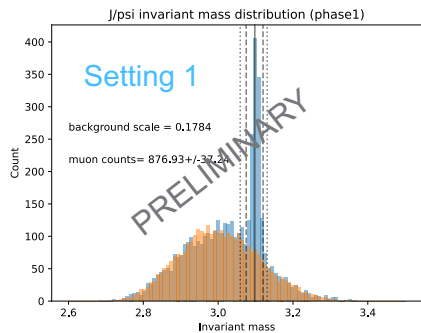 J/psi invariant mass distribution (phase1)
400
350
300
250
200
150
100
50
0
Count
Setting 1
background scale = 0.1784
muon counts= 876.93+/-37.24
PRELIMINARY
2.6
2.8
3.0
3.2
3.4
Invariant mass